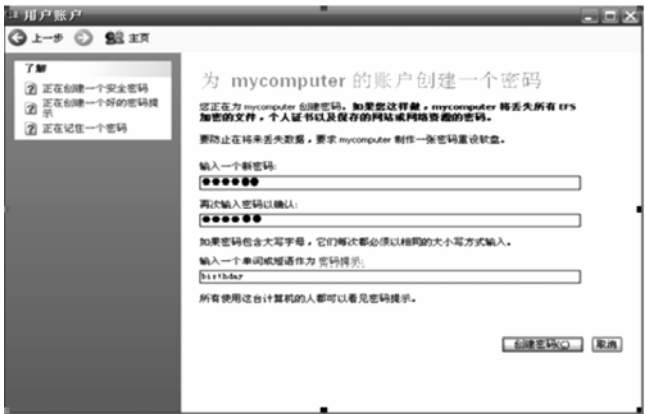 用户账户
上一步 主页
了解
正在创建一个安全密码
正在创建一个好的密码提
示
正在记住一个密码
为 mycomputer 的账户创建一个密码
您正在为 mycomputer 创建密码。如果您这样做，mycomputer 将丢失所有 EFS
加密的文件，个人证书以及保存的网站或网络资源的密码。
要防止在将来丢失数据，要求 mycomputer 制作一张密码重设软盘。
输入一个新密码:
●●●●●●
再次输入密码以确认:
●●●●●●
如果密码包含大写字母，它们每次都必须以相同的大小写方式输入。
输入一个单词或短语作为 密码提示:
birthday
所有使用这台计算机的人都可以看见密码提示。
创建密码(C) 取消